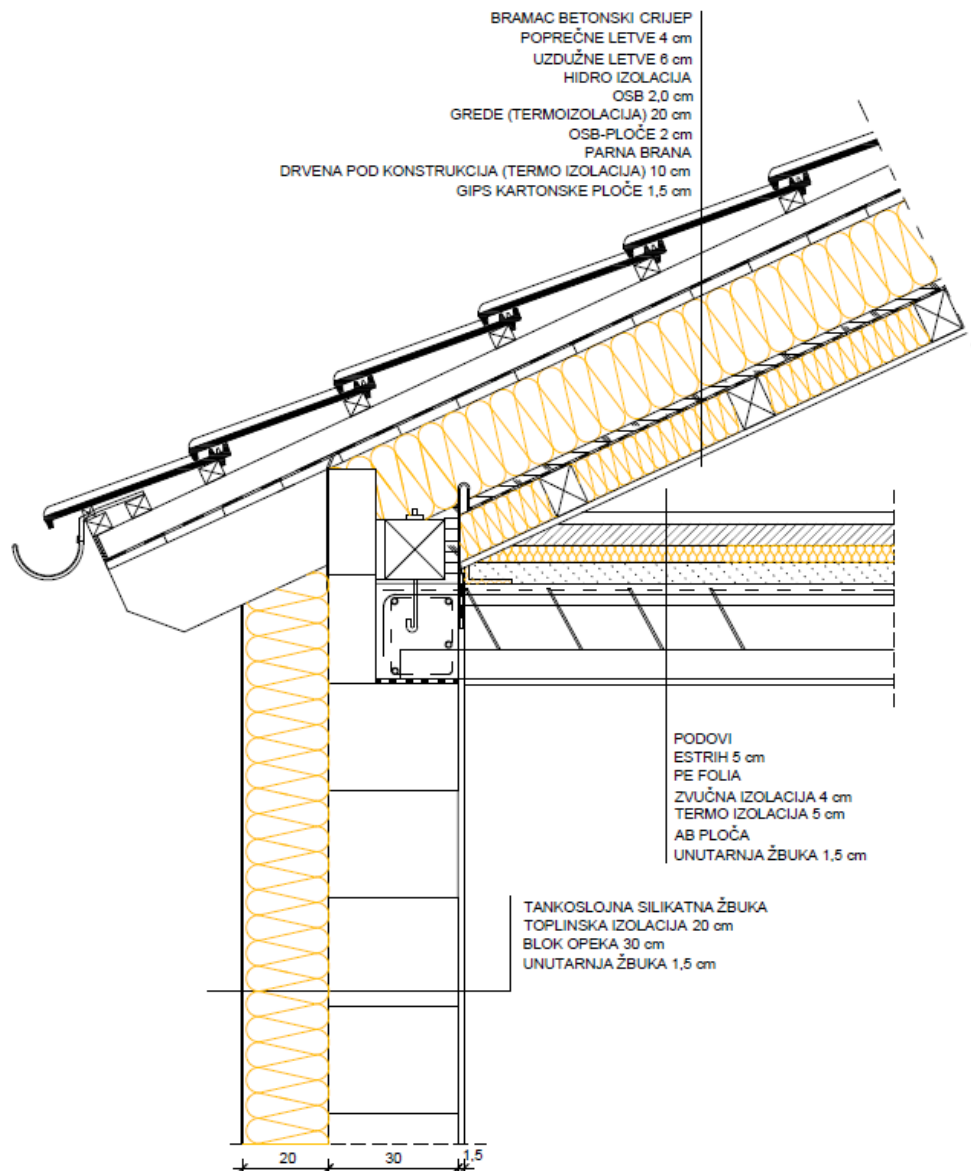 BRAMAC BETONSKI CRIJEP
POPREČNE LETVE 4 cm
UZDUŽNE LETVE 6 cm
HIDRO IZOLACIJA
OSB 2,0 cm
GREDE (TERMOIZOLACIJA) 20 cm
OSB-PLOČE 2 cm
PARNA BRANA
DRVENA POD KONSTRUKCIJA (TERMO IZOLACIJA) 10 cm
GIPS KARTONSKE PLOČE 1,5 cm
PODOVI
ESTRIH 5 cm
PE FOLIA
ZVUČNA IZOLACIJA 4 cm
TERMO IZOLACIJA 5 cm
AB PLOČA
UNUTARNJA ŽBUKA 1,5 cm
TANKOSLOJNA SILIKATNA ŽBUKA
TOPLINSKA IZOLACIJA 20 cm
BLOK OPEKA 30 cm
UNUTARNJA ŽBUKA 1,5 cm
20 30 1,5